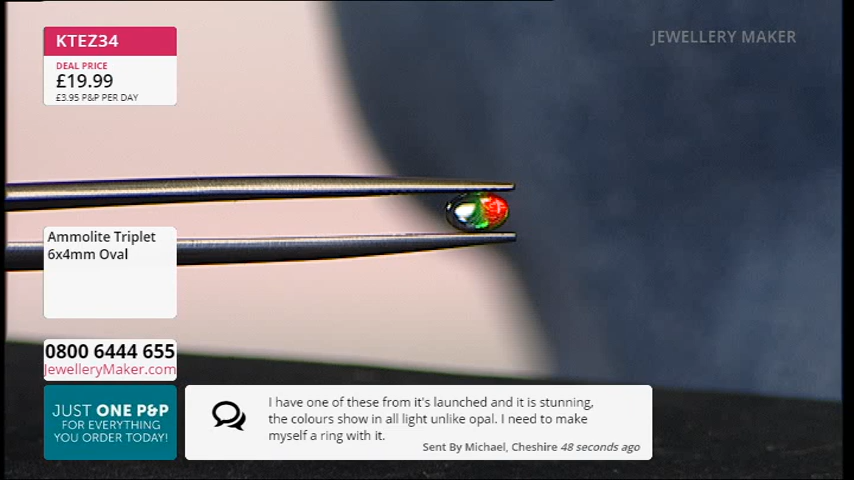 KTEZ34
DEAL PRICE
£19.99
£3.95 P&P PER DAY
JEWELLERY MAKER
Ammolite Triplet
6x4mm Oval
0800 6444 655
JewelleryMaker.com
JUST ONE P&P
FOR EVERYTHING
YOU ORDER TODAY!
I have one of these from it's launched and it is stunning,
the colours show in all light unlike opal. I need to make
myself a ring with it.
Sent By Michael, Cheshire 48 seconds ago